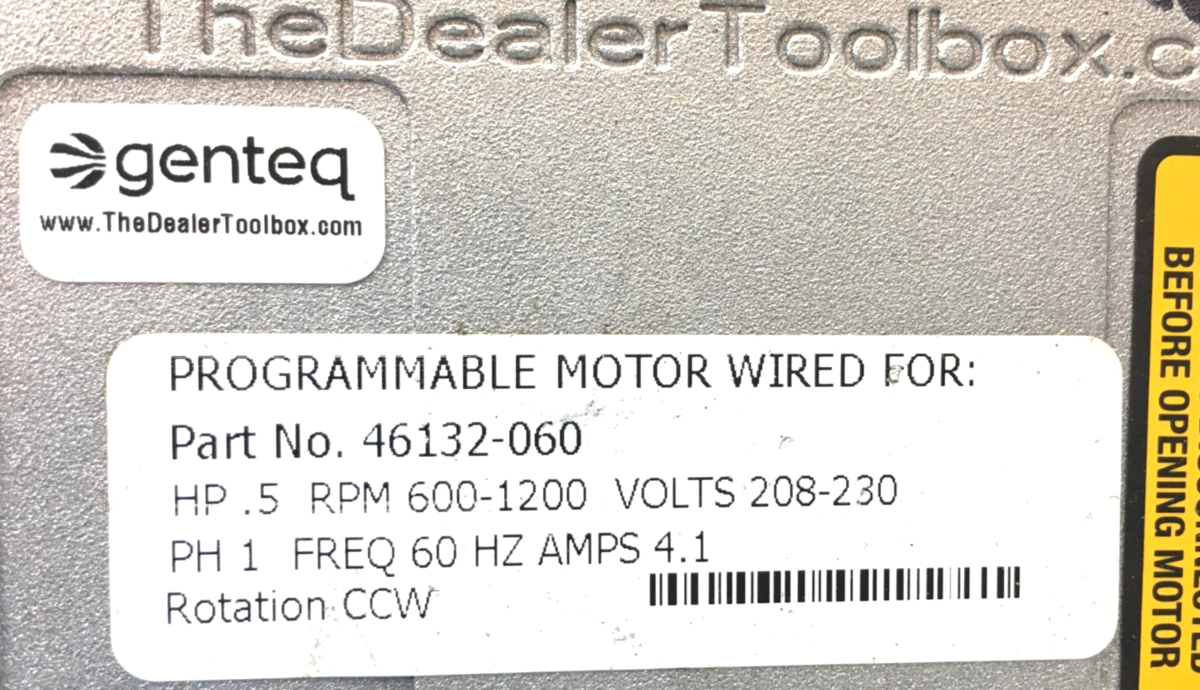 TheDealerToolbox.c
genteq
www.TheDealerToolbox.com
PROGRAMMABLE MOTOR WIRED FOR:
Part No. 46132-060
HP .5 RPM 600-1200 VOLTS 208-230
PH 1 FREQ 60 HZ AMPS 4.1
Rotation CCW
BEFORE OPENING MOTOR